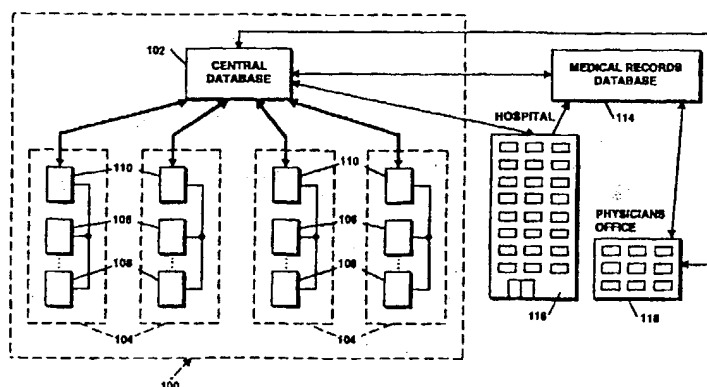 102
CENTRAL
DATABASE
MEDICAL RECORDS
DATABASE
HOSPITAL
114
110
110
106
106
PHYSICIANS
OFFICE
108
108
116
118
104
104
100